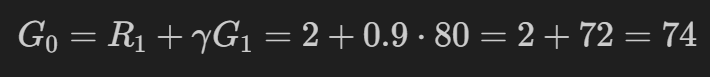 G₀ = R₁ + γG₁ = 2 + 0.9 · 80 = 2 + 72 = 74